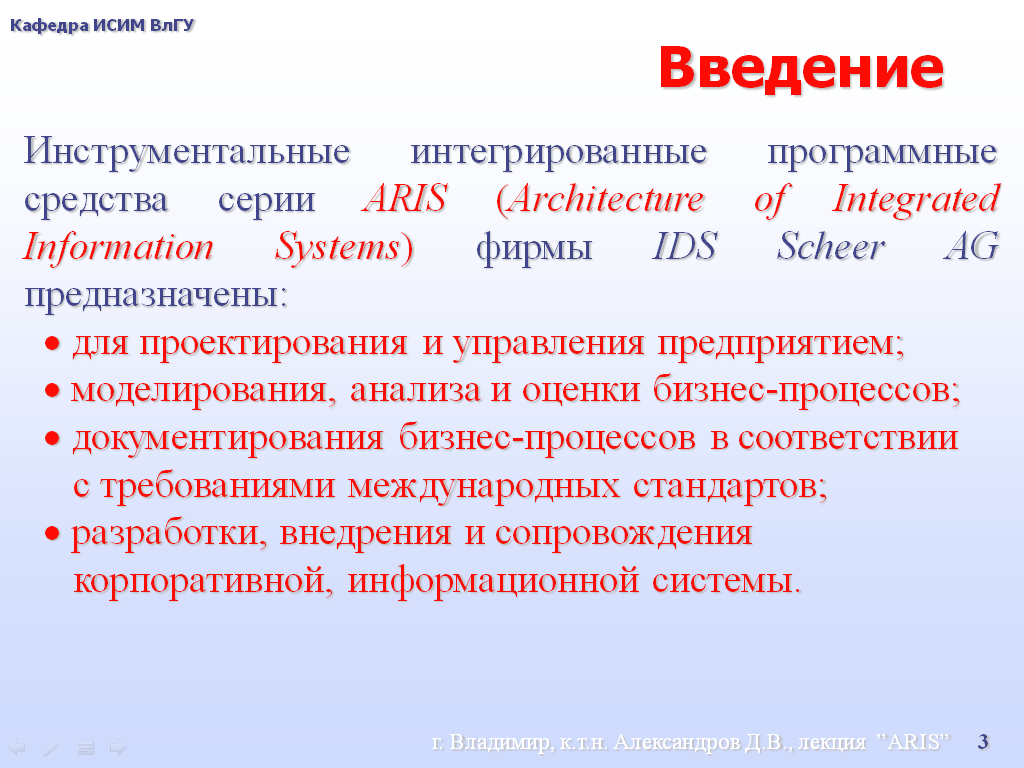 Кафедра ИСИМ ВлГУ
Введение
Инструментальные интегрированные программные
средства серии ARIS (Architecture of Integrated
Information Systems) фирмы IDS Scheer AG
предназначены:
• для проектирования и управления предприятием;
• моделирования, анализа и оценки бизнес-процессов;
• документирования бизнес-процессов в соответствии
с требованиями международных стандартов;
• разработки, внедрения и сопровождения
корпоративной, информационной системы.
г. Владимир, к.т.н. Александров Д.В., лекция ”ARIS” 3